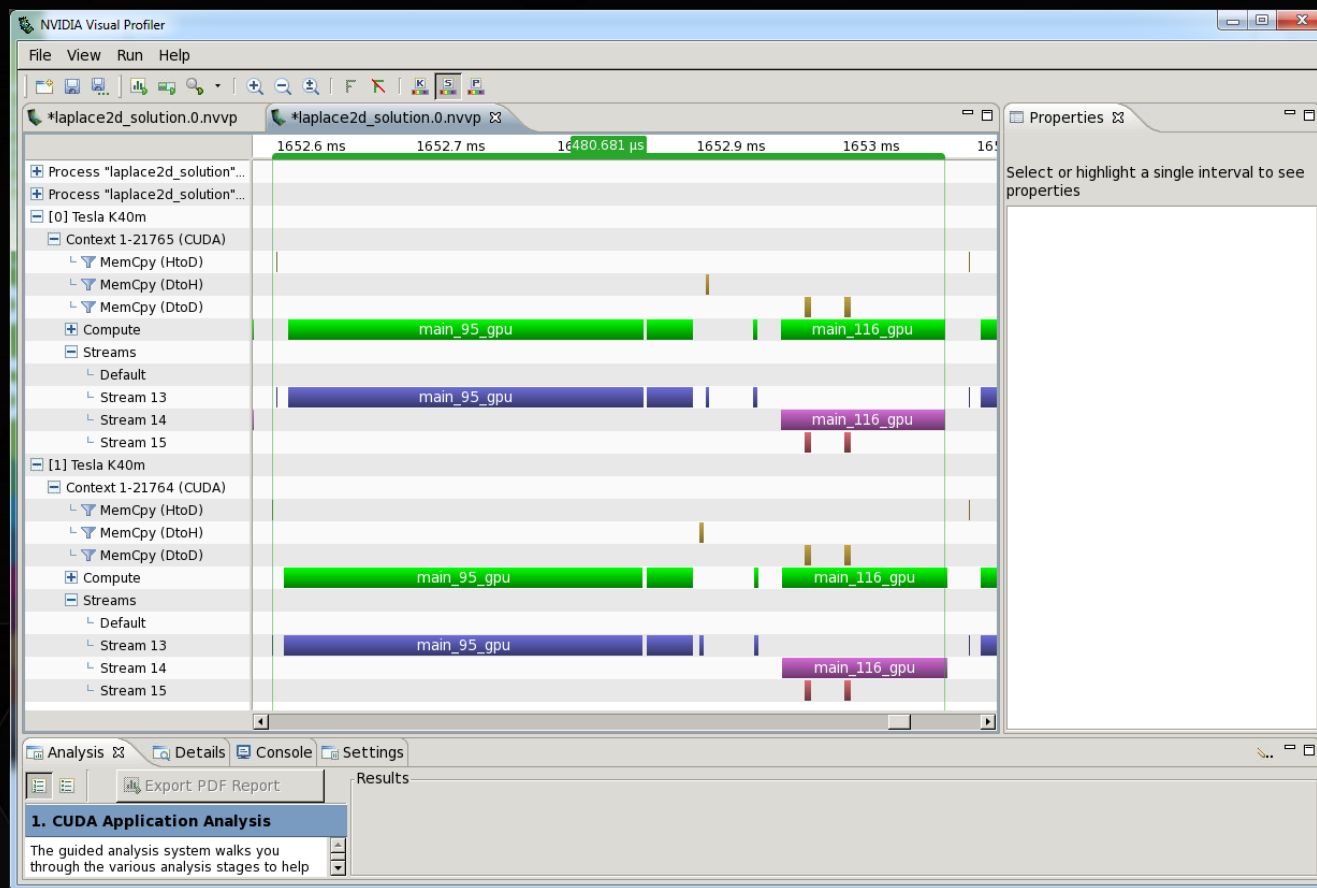 NVIDIA Visual Profiler
File View Run Help
K S P
*laplace2d_solution.0.nvvp *laplace2d_solution.0.nvvp
Properties
1652.6 ms 1652.7 ms 16 480.681 µs 1652.9 ms 1653 ms 165
Select or highlight a single interval to see
properties
Process "laplace2d_solution"...
Process "laplace2d_solution"...
[0] Tesla K40m
Context 1-21765 (CUDA)
MemCpy (HtoD)
MemCpy (DtoH)
MemCpy (DtoD)
Compute main_95_gpu main_116_gpu
Streams
Default
Stream 13 main_95_gpu
Stream 14 main_116_gpu
Stream 15
[1] Tesla K40m
Context 1-21764 (CUDA)
MemCpy (HtoD)
MemCpy (DtoH)
MemCpy (DtoD)
Compute main_95_gpu main_116_gpu
Streams
Default
Stream 13 main_95_gpu
Stream 14 main_116_gpu
Stream 15
Analysis Details Console Settings
Export PDF Report
Results
1. CUDA Application Analysis
The guided analysis system walks you
through the various analysis stages to help